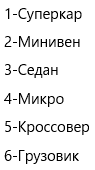 1-Суперкар
2-Минивен
3-Седан
4-Микро
5-Кроссовер
6-Грузовик